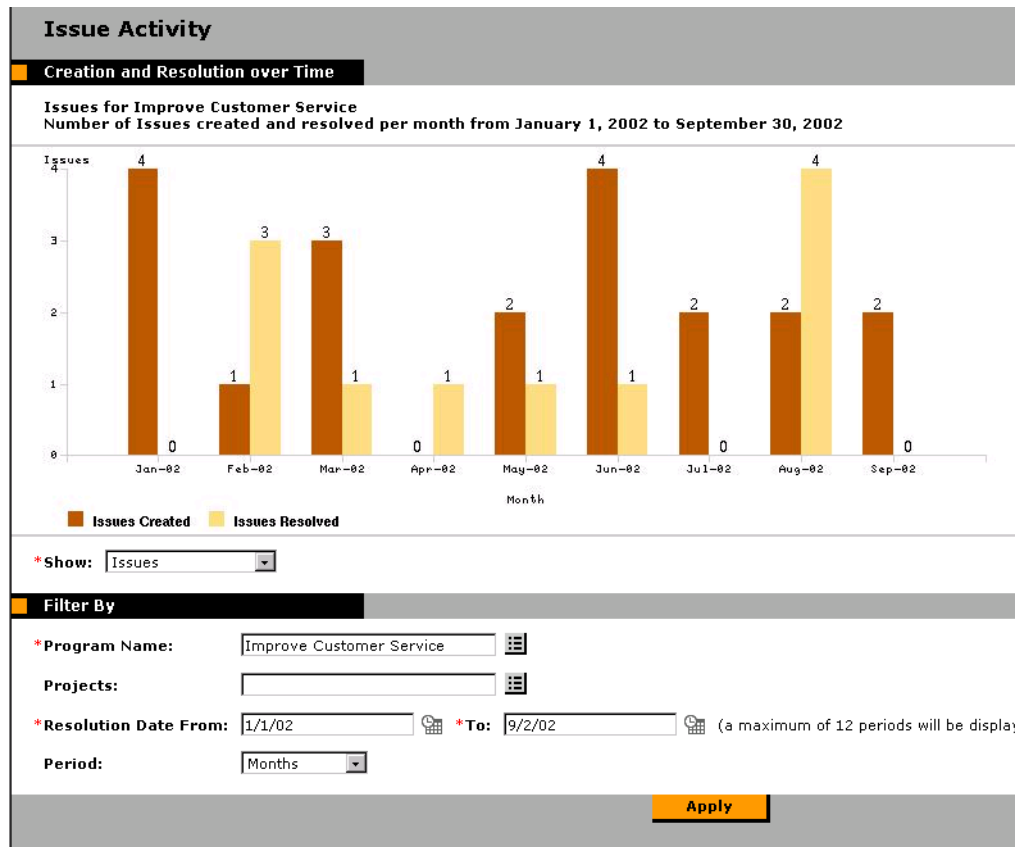 Issue Activity
Creation and Resolution over Time
Issues for Improve Customer Service
Number of Issues created and resolved per month from January 1, 2002 to September 30, 2002
Issues
4
3
2
1
0
4 0
1 3
3 1
0 1
2 1
4 1
2 0
2 4
2 0
Jan-02 Feb-02 Mar-02 Apr-02 May-02 Jun-02 Jul-02 Aug-02 Sep-02
Month
Issues Created Issues Resolved
*Show: Issues
Filter By
*Program Name: Improve Customer Service
Projects:
*Resolution Date From: 1/1/02 *To: 9/2/02 (a maximum of 12 periods will be display
Period: Months
Apply